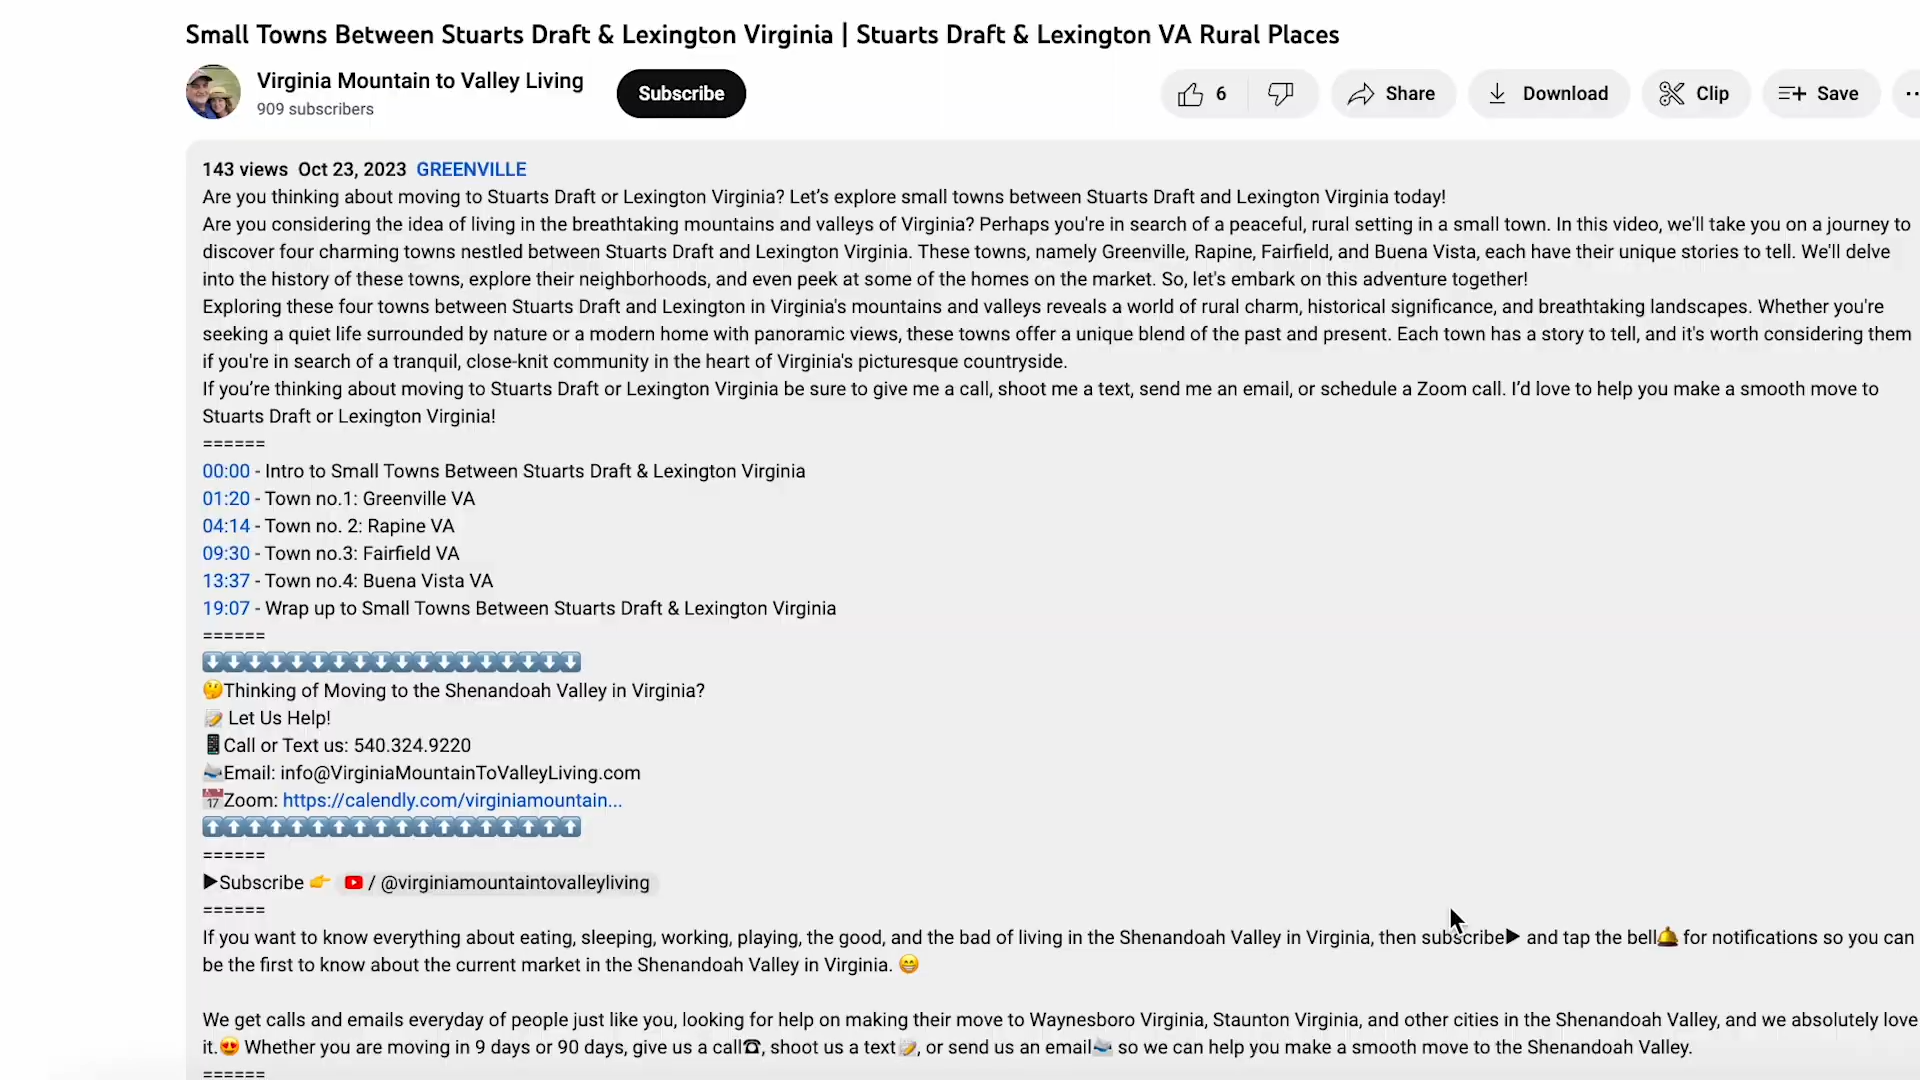 Small Towns Between Stuarts Draft & Lexington Virginia | Stuarts Draft & Lexington VA Rural Places
Virginia Mountain to Valley Living
909 subscribers
Subscribe
6
Share
Download
Clip
Save
143 views Oct 23, 2023 GREENVILLE
Are you thinking about moving to Stuarts Draft or Lexington Virginia? Let’s explore small towns between Stuarts Draft and Lexington Virginia today!
Are you considering the idea of living in the breathtaking mountains and valleys of Virginia? Perhaps you're in search of a peaceful, rural setting in a small town. In this video, we'll take you on a journey to
discover four charming towns nestled between Stuarts Draft and Lexington Virginia. These towns, namely Greenville, Rapine, Fairfield, and Buena Vista, each have their unique stories to tell. We'll delve
into the history of these towns, explore their neighborhoods, and even peek at some of the homes on the market. So, let's embark on this adventure together!
Exploring these four towns between Stuarts Draft and Lexington in Virginia's mountains and valleys reveals a world of rural charm, historical significance, and breathtaking landscapes. Whether you're
seeking a quiet life surrounded by nature or a modern home with panoramic views, these towns offer a unique blend of the past and present. Each town has a story to tell, and it's worth considering them
if you're in search of a tranquil, close-knit community in the heart of Virginia's picturesque countryside.
If you’re thinking about moving to Stuarts Draft or Lexington Virginia be sure to give me a call, shoot me a text, send me an email, or schedule a Zoom call. I’d love to help you make a smooth move to
Stuarts Draft or Lexington Virginia!
======
00:00 - Intro to Small Towns Between Stuarts Draft & Lexington Virginia
01:20 - Town no.1: Greenville VA
04:14 - Town no. 2: Rapine VA
09:30 - Town no.3: Fairfield VA
13:37 - Town no.4: Buena Vista VA
19:07 - Wrap up to Small Towns Between Stuarts Draft & Lexington Virginia
======
⬇⬇⬇⬇⬇⬇⬇⬇⬇⬇⬇⬇⬇⬇⬇⬇⬇⬇
🤔Thinking of Moving to the Shenandoah Valley in Virginia?
📝 Let Us Help!
📱Call or Text us: 540.324.9220
📨Email: info@VirginiaMountainToValleyLiving.com
📅Zoom: https://calendly.com/virginiamountain...
⬆⬆⬆⬆⬆⬆⬆⬆⬆⬆⬆⬆⬆⬆⬆⬆⬆⬆
======
▶Subscribe 👉 / @virginiamountaintovalleyliving
======
If you want to know everything about eating, sleeping, working, playing, the good, and the bad of living in the Shenandoah Valley in Virginia, then subscribe▶ and tap the bell🔔 for notifications so you can
be the first to know about the current market in the Shenandoah Valley in Virginia. 😁
We get calls and emails everyday of people just like you, looking for help on making their move to Waynesboro Virginia, Staunton Virginia, and other cities in the Shenandoah Valley, and we absolutely love
it.😍 Whether you are moving in 9 days or 90 days, give us a call☎, shoot us a text📝, or send us an email📨 so we can help you make a smooth move to the Shenandoah Valley.
======